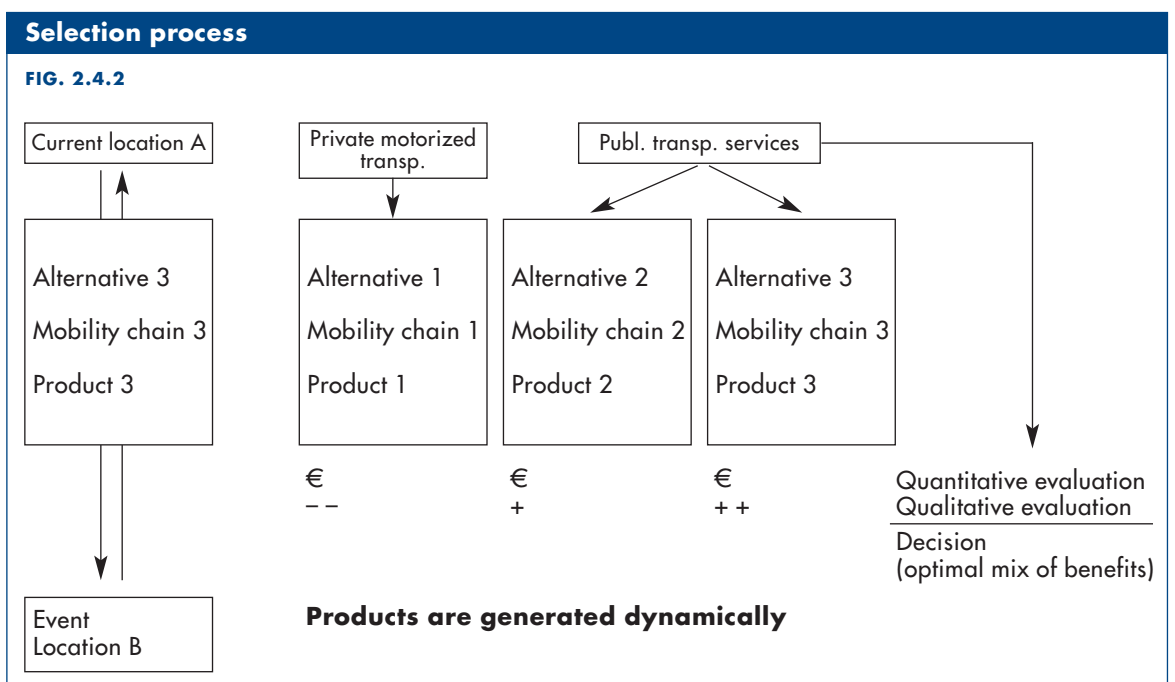 Selection process
FIG. 2.4.2
Current location A
Private motorized
transp.
Publ. transp. services
Alternative 3
Mobility chain 3
Product 3
Alternative 1
Mobility chain 1
Product 1
Alternative 2
Mobility chain 2
Product 2
Alternative 3
Mobility chain 3
Product 3
€
– –
€
+
€
+ +
Quantitative evaluation
Qualitative evaluation
Decision
(optimal mix of benefits)
Event
Location B
Products are generated dynamically